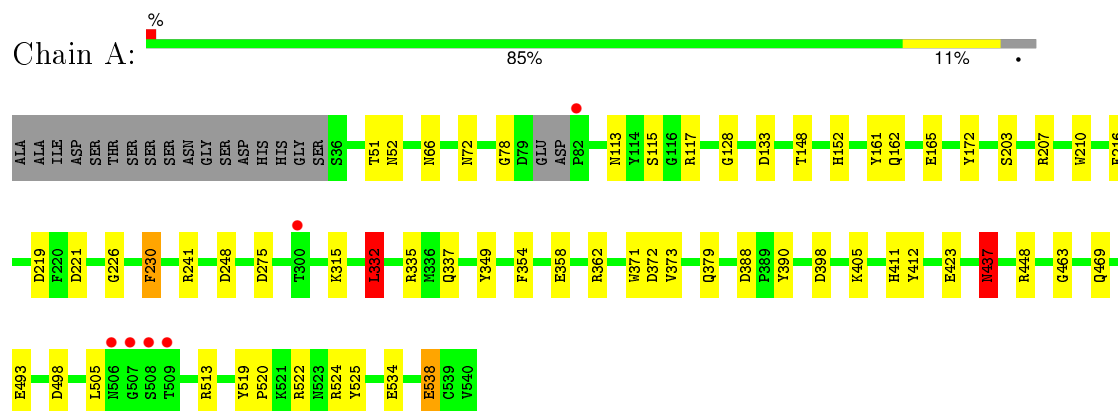 %
Chain A:
85% 11% •
ALA ALA ILE ASP SER THR SER SER SER ASN GLY SER ASP HIS HIS GLY SER S36 T51 N52 N66 N72 G78 D79 GLU ASP P82 N113 Y114 S115 G116 R117 G128 D133 T148 H152 Y161 Q162 E165 Y172 S203 R207 W210
D219 F220 D221 G226 F230 R241 D248 D275 T300 K315 L332 R335 M336 Q337 Y349 F354 E358 R362 W371 D372 V373 Q379 D388 P389 Y390 D398 K405 H411 Y412 E423 N437 R448 G463 Q469
E493 D498 L505 N506 G507 S508 T509 R513 Y519 P520 K521 R522 N523 R524 Y525 E534 E538 C539 V540